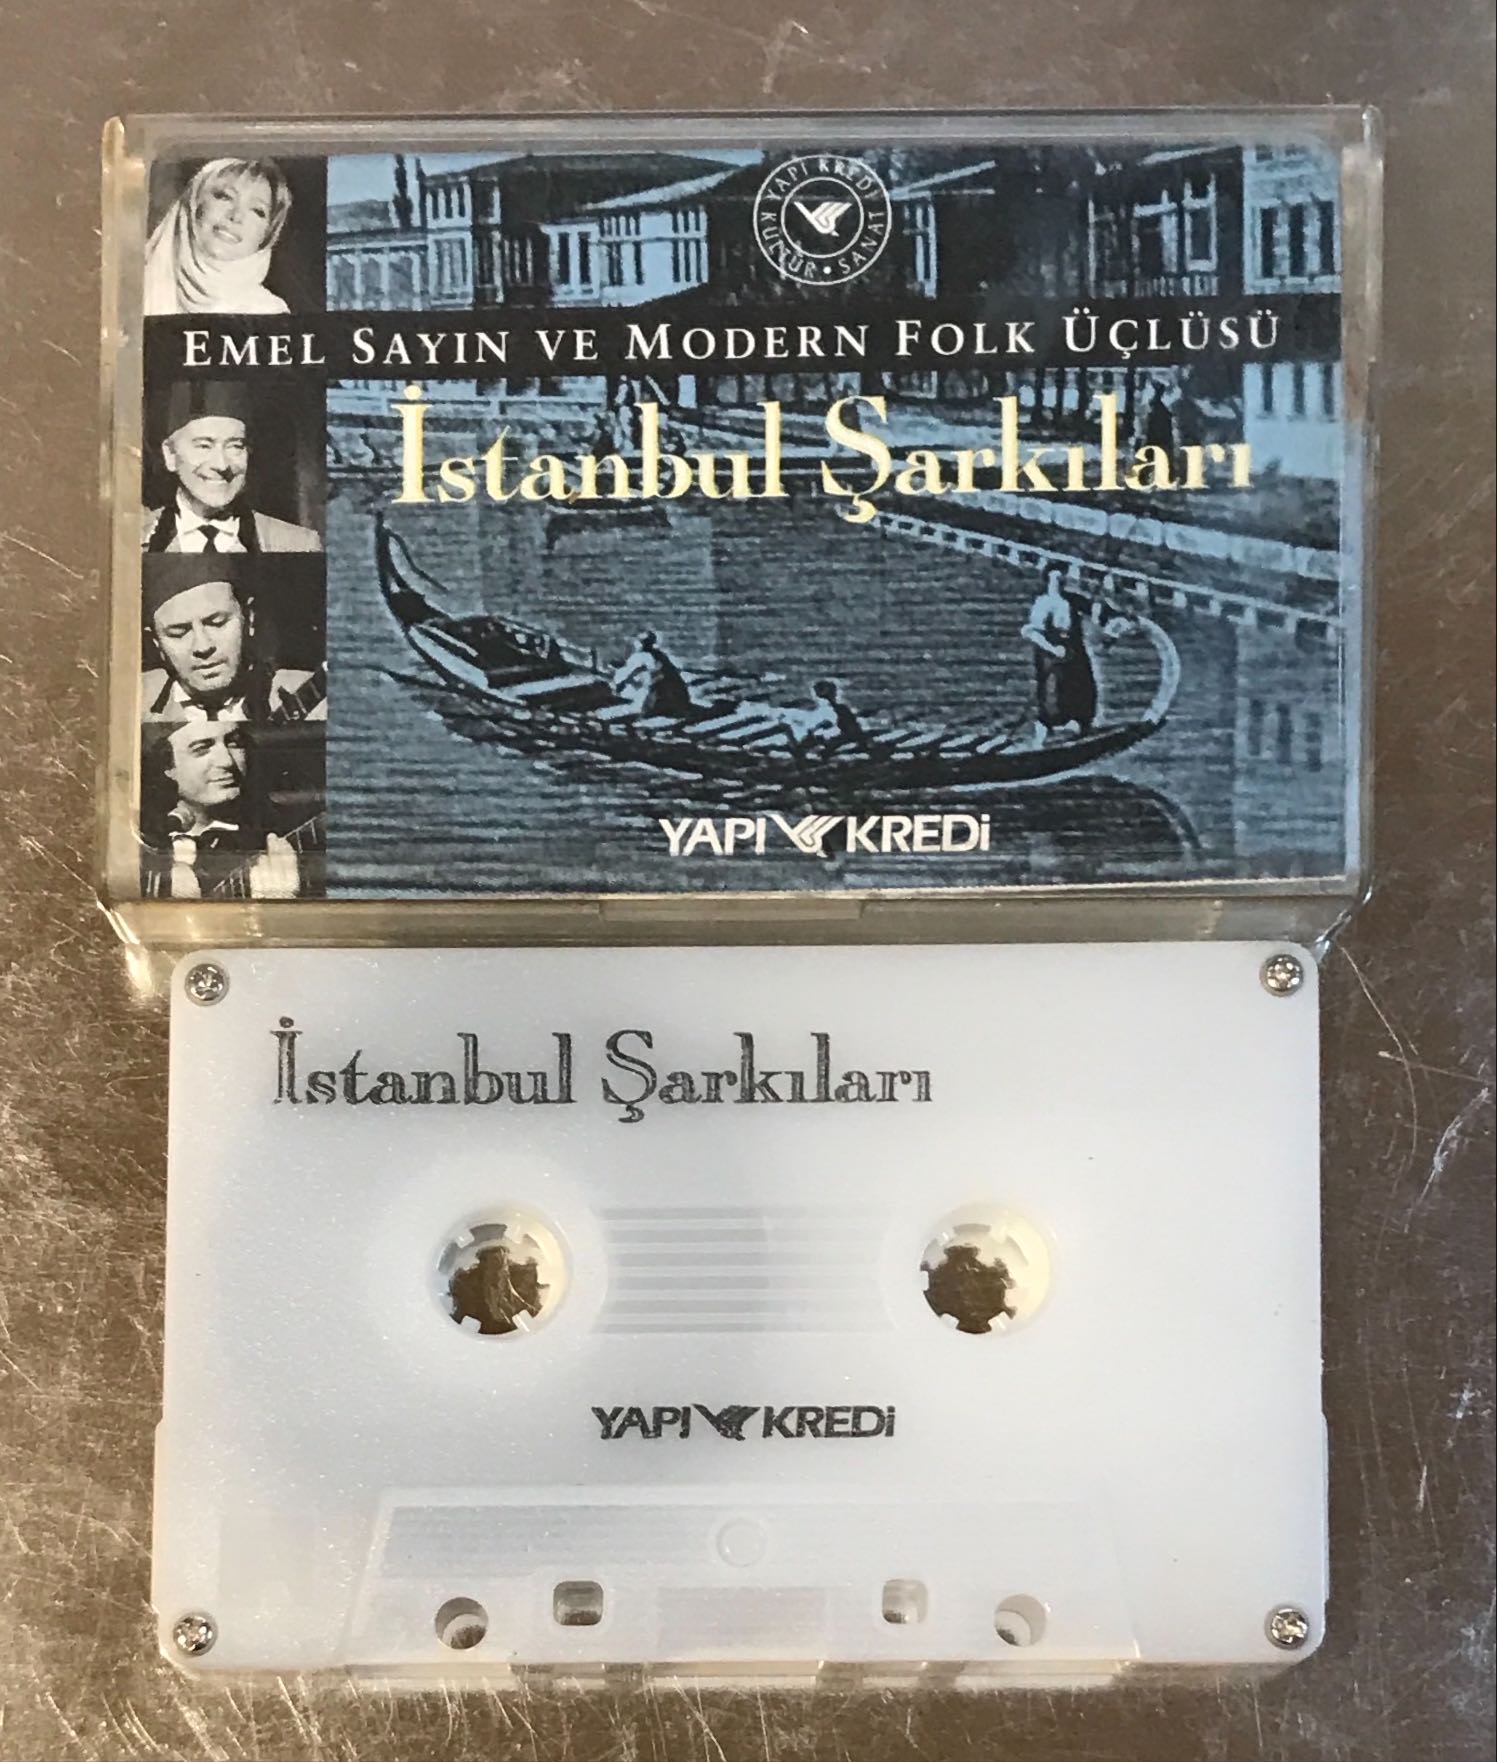 YAPI KREDİ
KÜLTÜR • SANAT
EMEL SAYIN VE MODERN FOLK ÜÇLÜSÜ
İstanbul Şarkıları
YAPI KREDi
İstanbul Şarkıları
YAPI KREDi